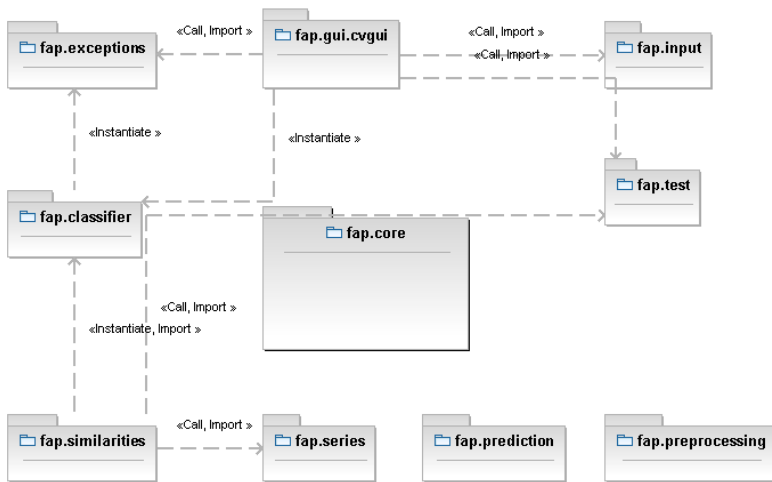 «Call, Import »
fap.exceptions
fap.gui.cvgui
«Call, Import »
«Call, Import »
fap.input
«Instantiate »
«Instantiate »
fap.test
fap.classifier
fap.core
«Call, Import »
«Instantiate, Import »
fap.similarities
«Call, Import »
fap.series
fap.prediction
fap.preprocessing